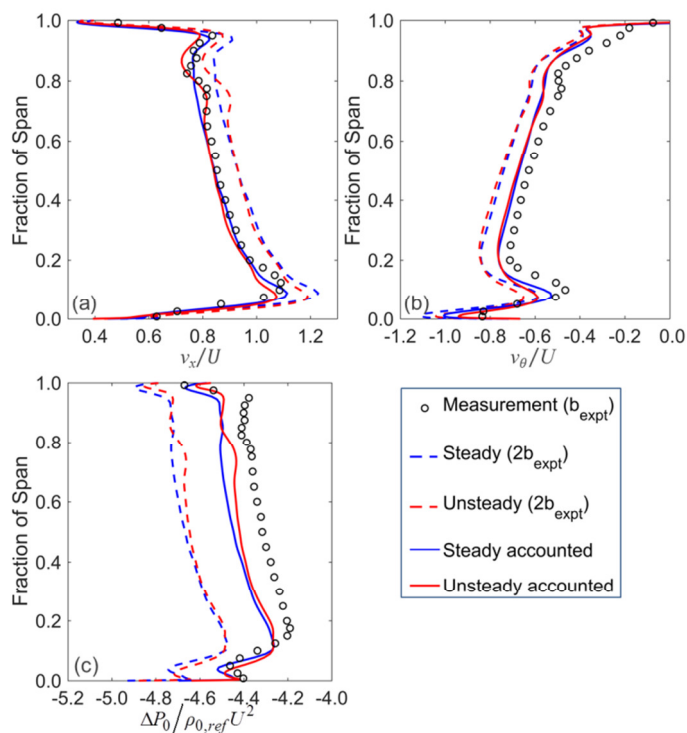 1.0
0.8
0.6
0.4
0.2
0.0
Fraction of Span
(a)
0.4 0.6 0.8 1.0 1.2
v_x/U
1.0
0.8
0.6
0.4
0.2
0.0
Fraction of Span
(b)
-1.2 -1.0 -0.8 -0.6 -0.4 -0.2 0.0
v_θ/U
1.0
0.8
0.6
0.4
0.2
0.0
Fraction of Span
(c)
-5.2 -5.0 -4.8 -4.6 -4.4 -4.2 -4.0
ΔP_0/ρ_{0,ref}U^2
Measurement (b_expt)
Steady (2b_expt)
Unsteady (2b_expt)
Steady accounted
Unsteady accounted